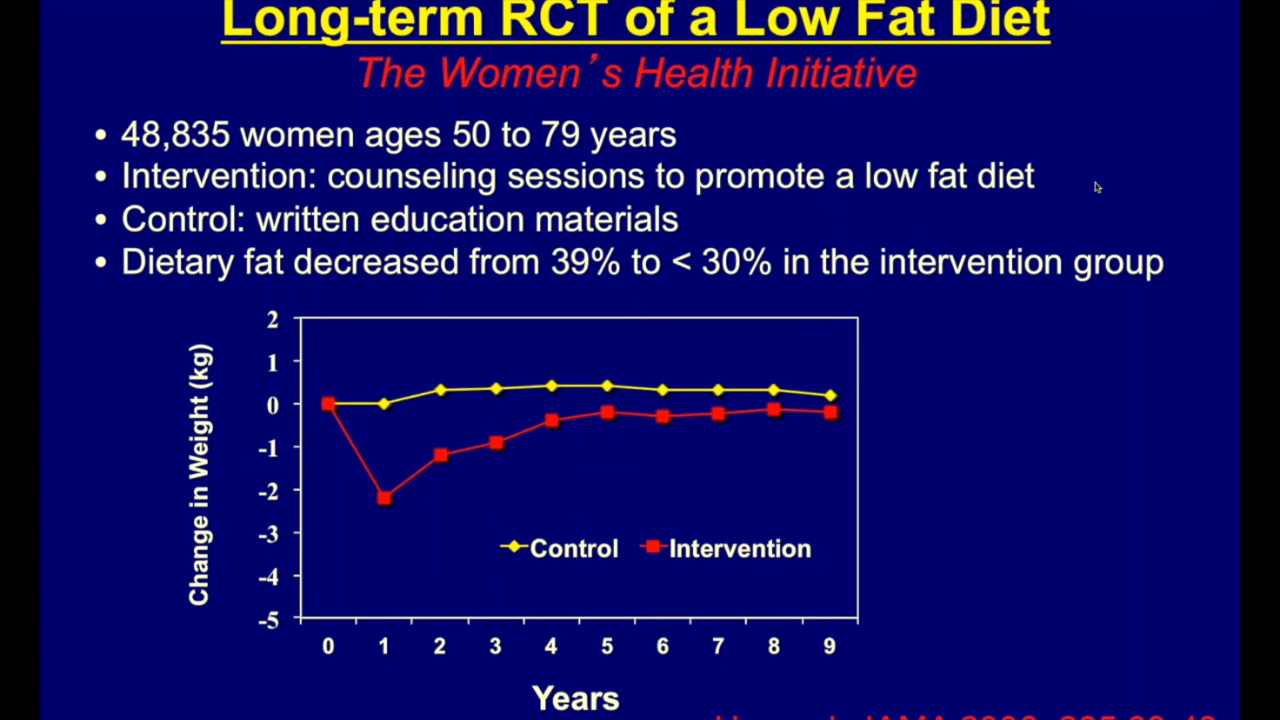 Long-term RCT of a Low Fat Diet
The Women's Health Initiative
• 48,835 women ages 50 to 79 years
• Intervention: counseling sessions to promote a low fat diet
• Control: written education materials
• Dietary fat decreased from 39% to < 30% in the intervention group
Change in Weight (kg)
2
1
0
-1
-2
-3
-4
-5
Control Intervention
0 1 2 3 4 5 6 7 8 9
Years